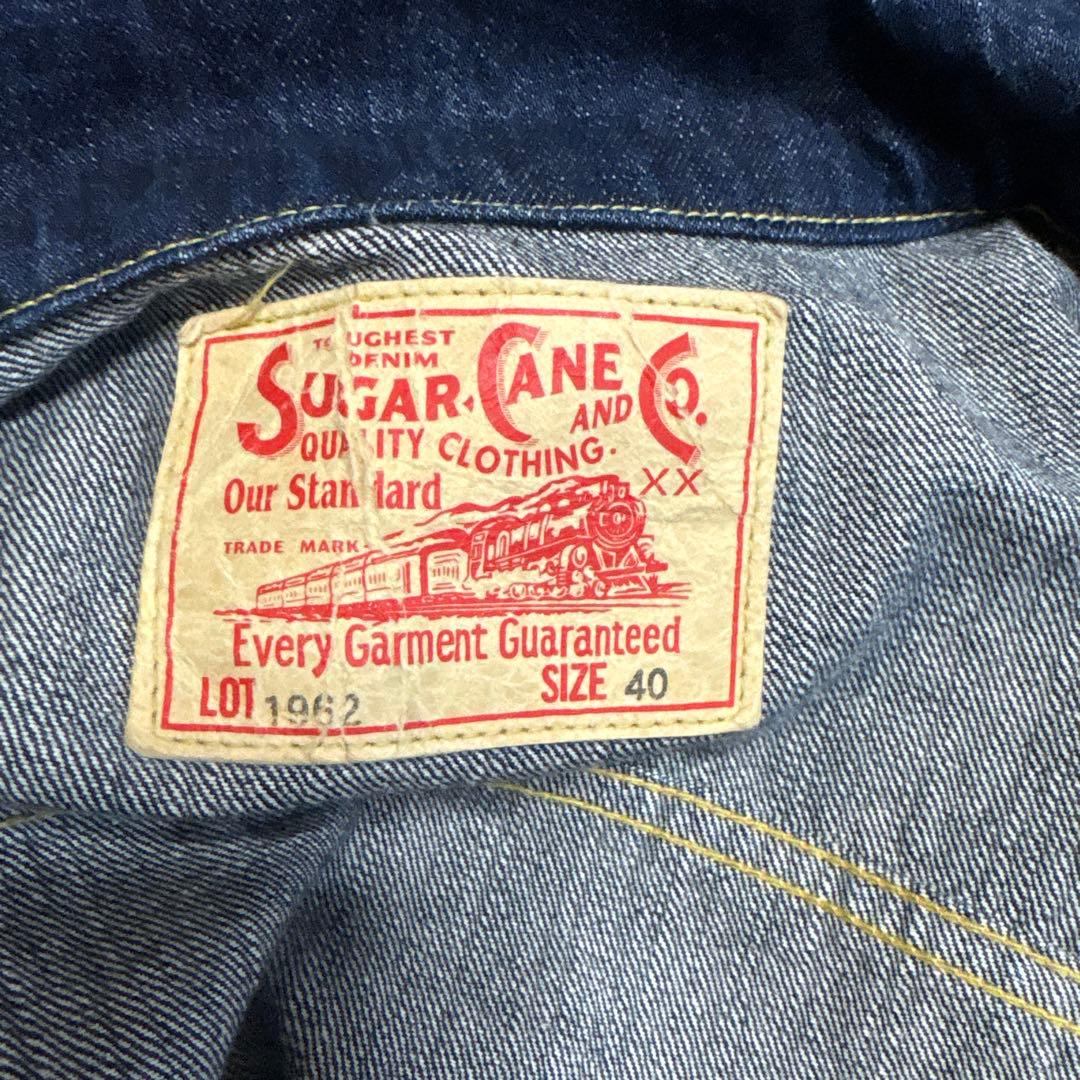 TOUGHEST
DENIM
SUGAR CANE
AND Co.
QUALITY CLOTHING.
XX
Our Standard
TRADE MARK
Every Garment Guaranteed
LOT 1962
SIZE 40